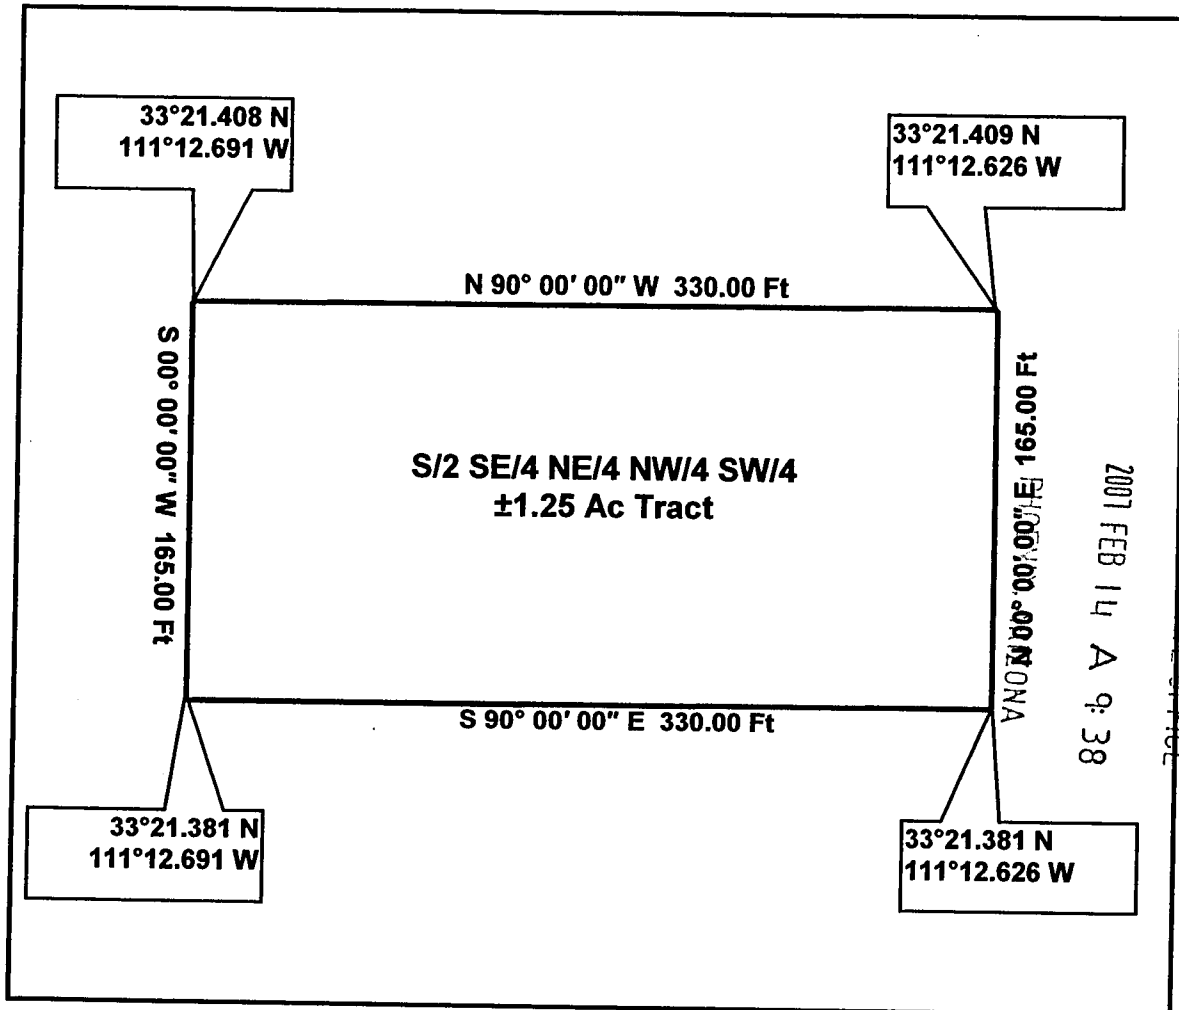 33°21.408 N
111°12.691 W
33°21.409 N
111°12.626 W
N 90° 00' 00" W 330.00 Ft
S 00° 00' 00" W 165.00 Ft
S/2 SE/4 NE/4 NW/4 SW/4
±1.25 Ac Tract
N 00° 00' 00" E 165.00 Ft
2007 FEB 14 A 9:38
S 90° 00' 00" E 330.00 Ft
33°21.381 N
111°12.691 W
33°21.381 N
111°12.626 W